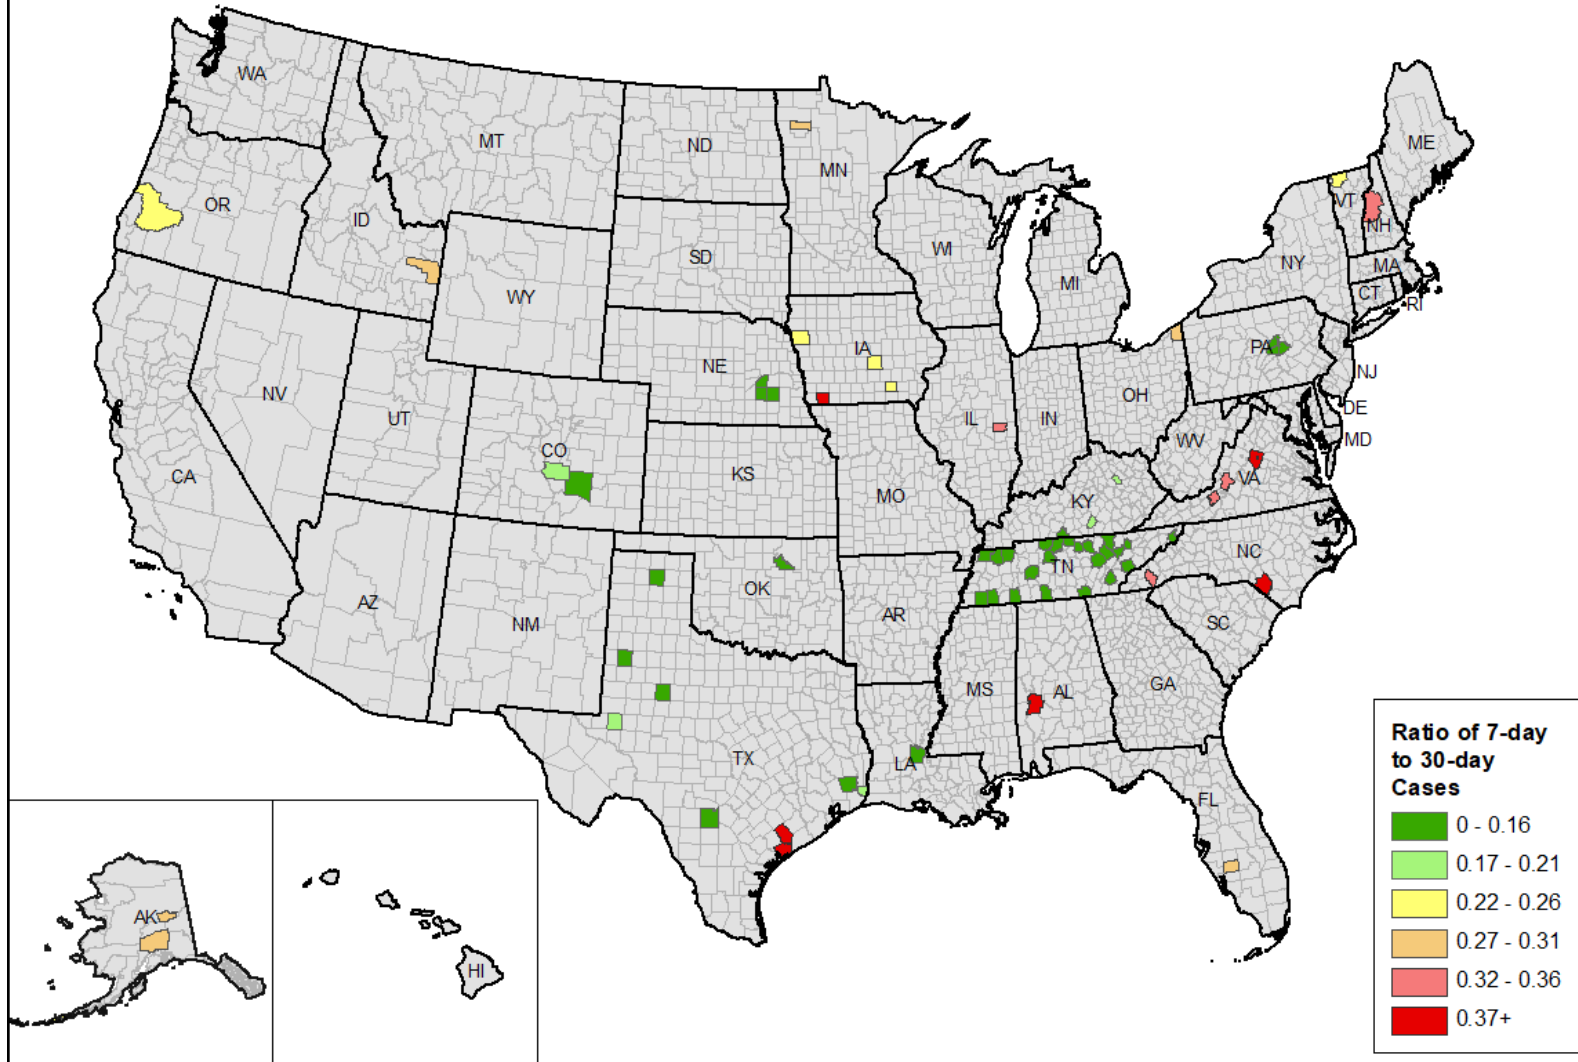 WA
MT
ND
MN
ME
OR
ID
VT
NH
WY
SD
WI
MI
NY
MA
CT
RI
NE
IA
PA
NJ
NV
UT
CO
IL
IN
OH
DE
MD
WV
VA
CA
KS
MO
KY
AZ
NM
OK
AR
TN
NC
SC
MS
AL
GA
TX
LA
FL
AK
HI
Ratio of 7-day
to 30-day
Cases
0 - 0.16
0.17 - 0.21
0.22 - 0.26
0.27 - 0.31
0.32 - 0.36
0.37+